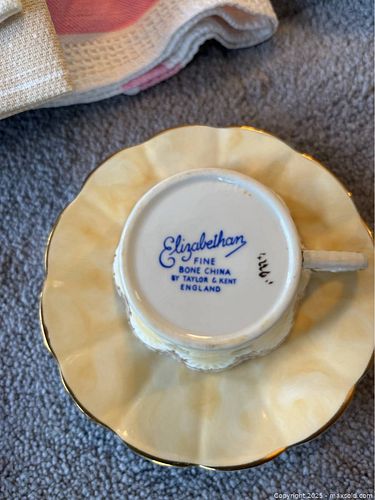 Elizabethan
FINE
BONE CHINA
BY TAYLOR & KENT
ENGLAND
Copyright 2025 - maxsold.com